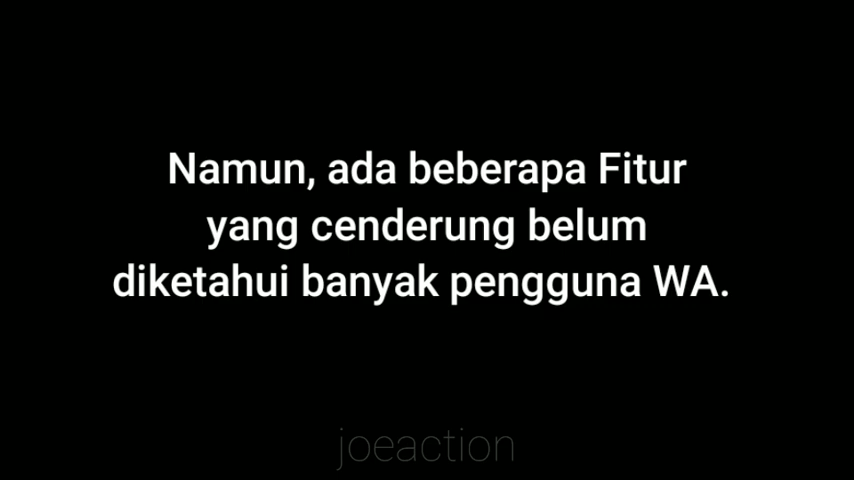 Namun, ada beberapa Fitur
yang cenderung belum
diketahui banyak pengguna WA.
joeaction